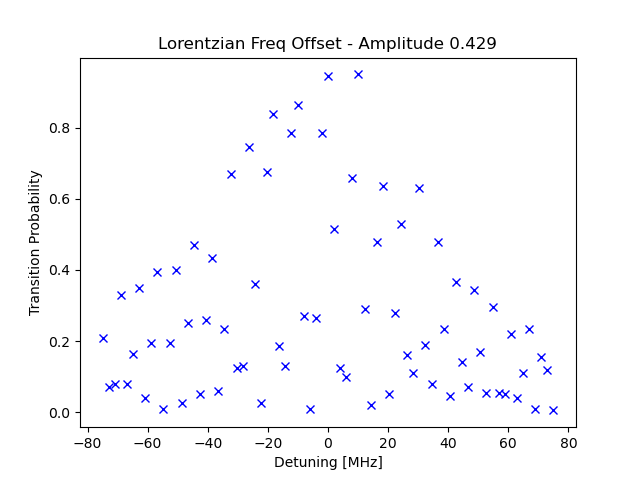 Lorentzian Freq Offset - Amplitude 0.429
Transition Probability
0.8
0.6
0.4
0.2
0.0
−80 −60 −40 −20 0 20 40 60 80
Detuning [MHz]